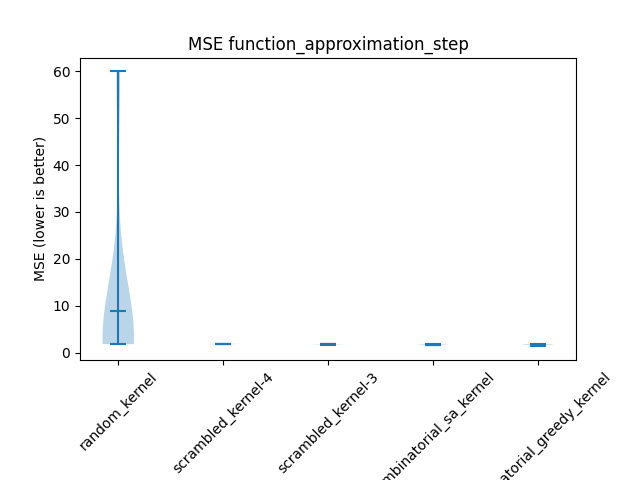 MSE function_approximation_step
MSE (lower is better)
60
50
40
30
20
10
0
random_kernel
scrambled_kernel-4
scrambled_kernel-3
mbinatorial_sa_kernel
atorial_greedy_kernel